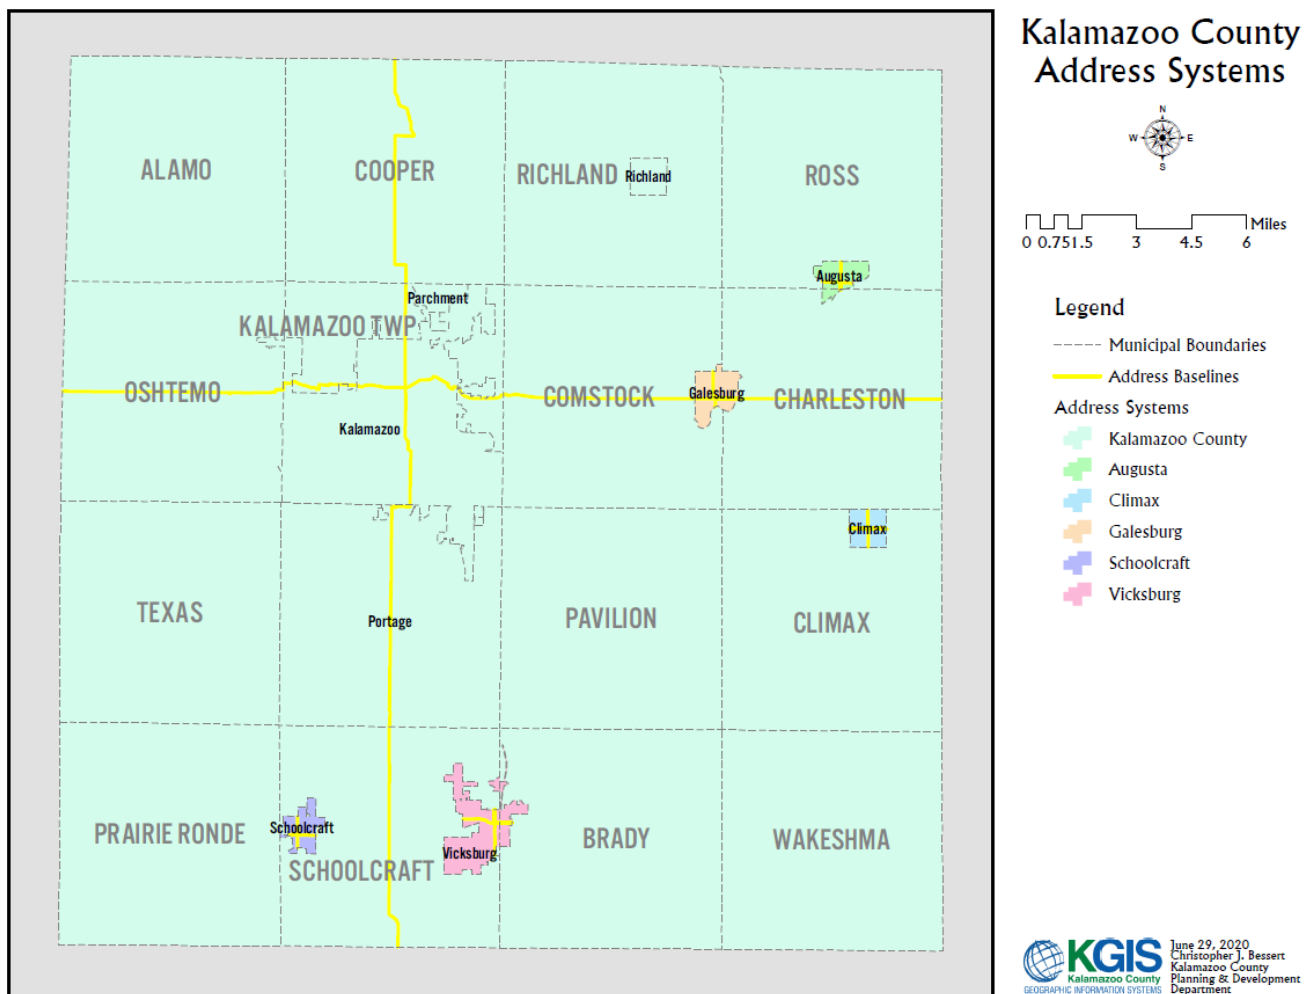 Kalamazoo County
Address Systems
N
W E
S
Miles
0 0.75 1.5 3 4.5 6
Legend
Municipal Boundaries
Address Baselines
Address Systems
Kalamazoo County
Augusta
Climax
Galesburg
Schoolcraft
Vicksburg
ALAMO
COOPER
RICHLAND
Richland
ROSS
Augusta
Parchment
KALAMAZOO TWP
OSHTEMO
COMSTOCK
Galesburg
CHARLESTON
Kalamazoo
Climax
TEXAS
Portage
PAVILION
CLIMAX
PRAIRIE RONDE
Schoolcraft
SCHOOLCRAFT
Vicksburg
BRADY
WAKESHMA
KGIS
Kalamazoo County
GEOGRAPHIC INFORMATION SYSTEMS
June 29, 2020
Christopher J. Bessert
Kalamazoo County
Planning & Development
Department